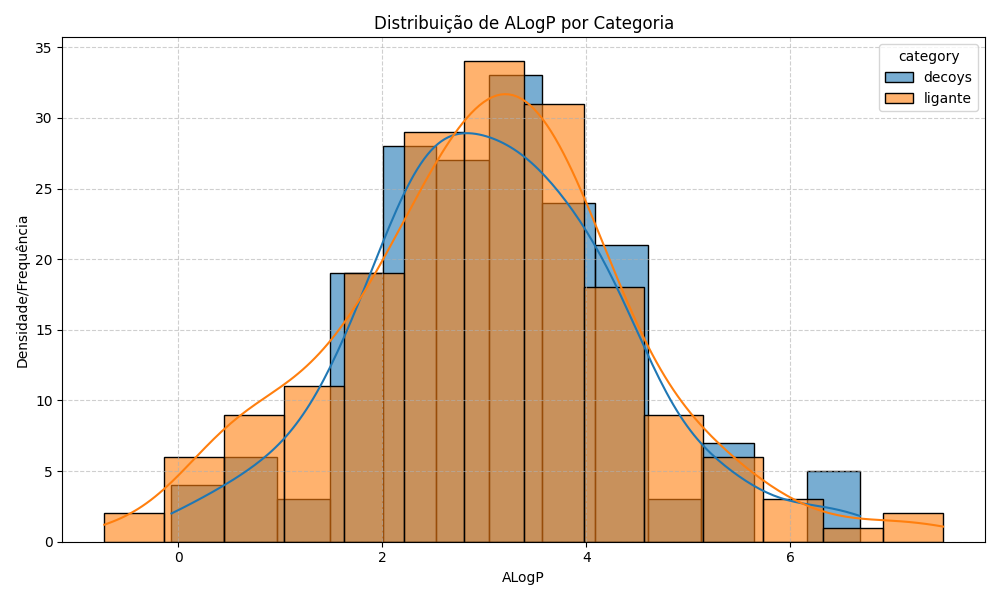 Distribuição de ALogP por Categoria
category
decoys
ligante
Densidade/Frequência
35
30
25
20
15
10
5
0
0 2 4 6
ALogP